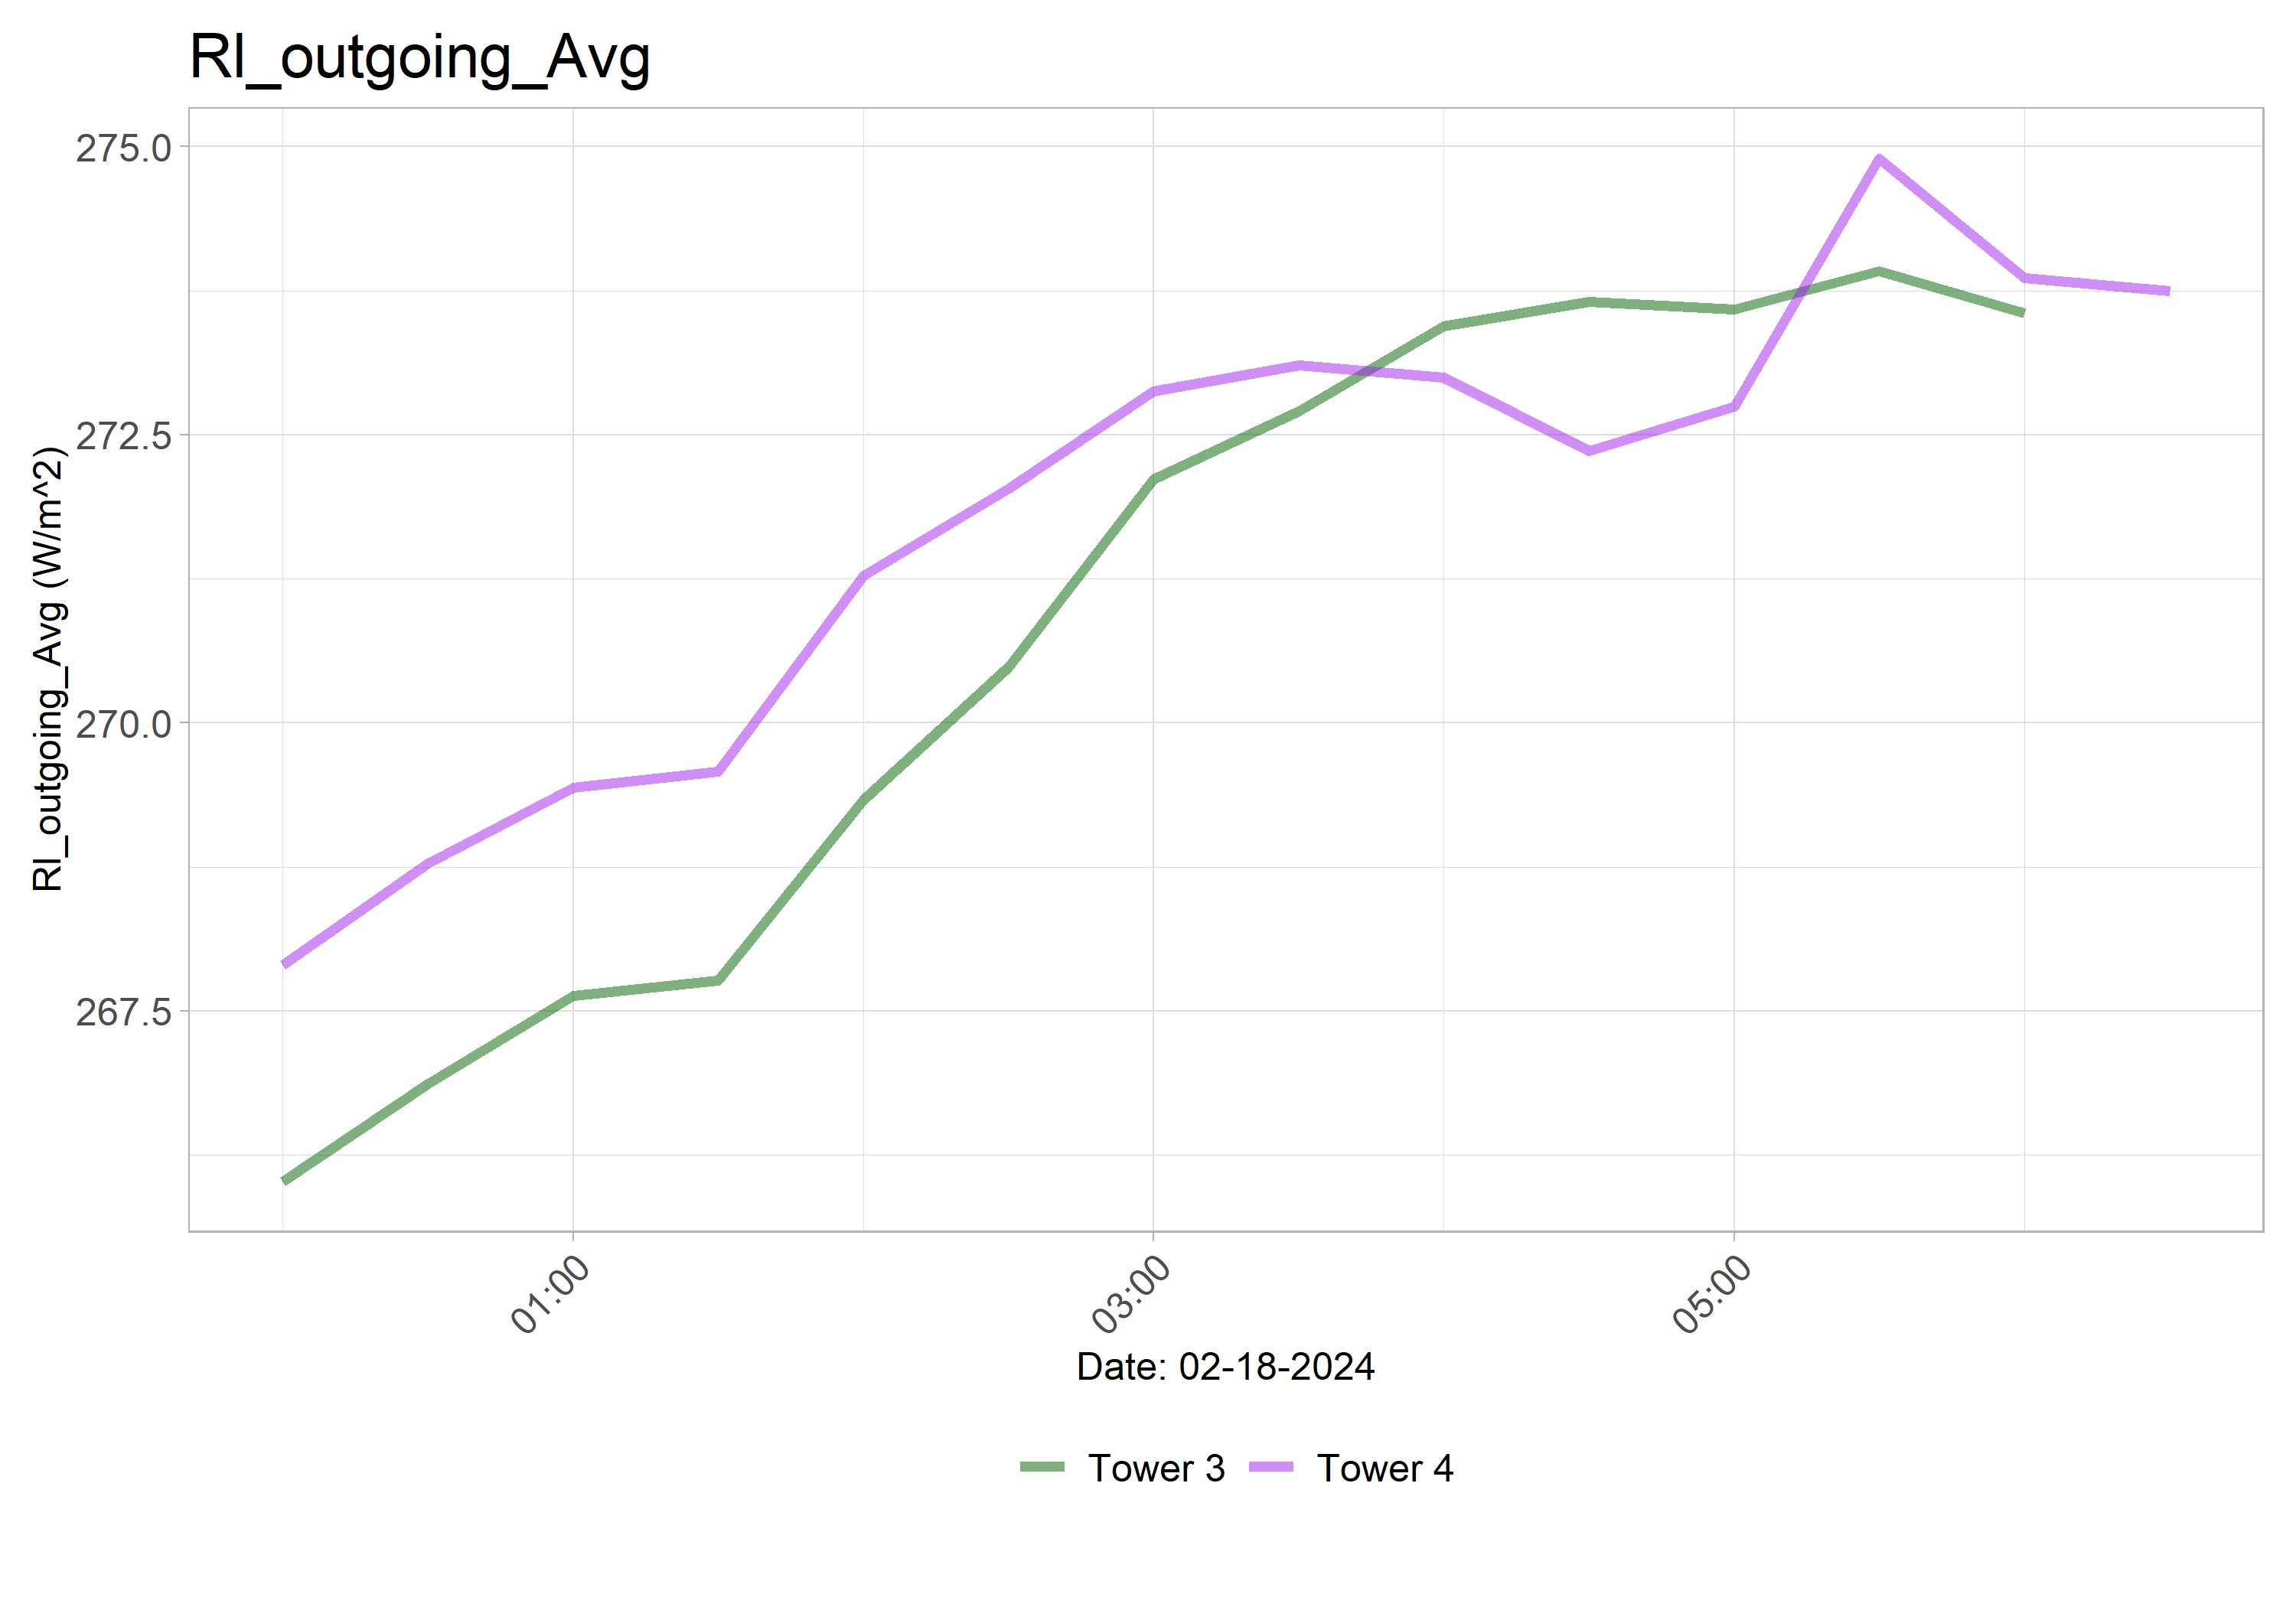 Rl_outgoing_Avg
Rl_outgoing_Avg (W/m^2)
275.0
272.5
270.0
267.5
01:00
03:00
05:00
Date: 02-18-2024
Tower 3
Tower 4